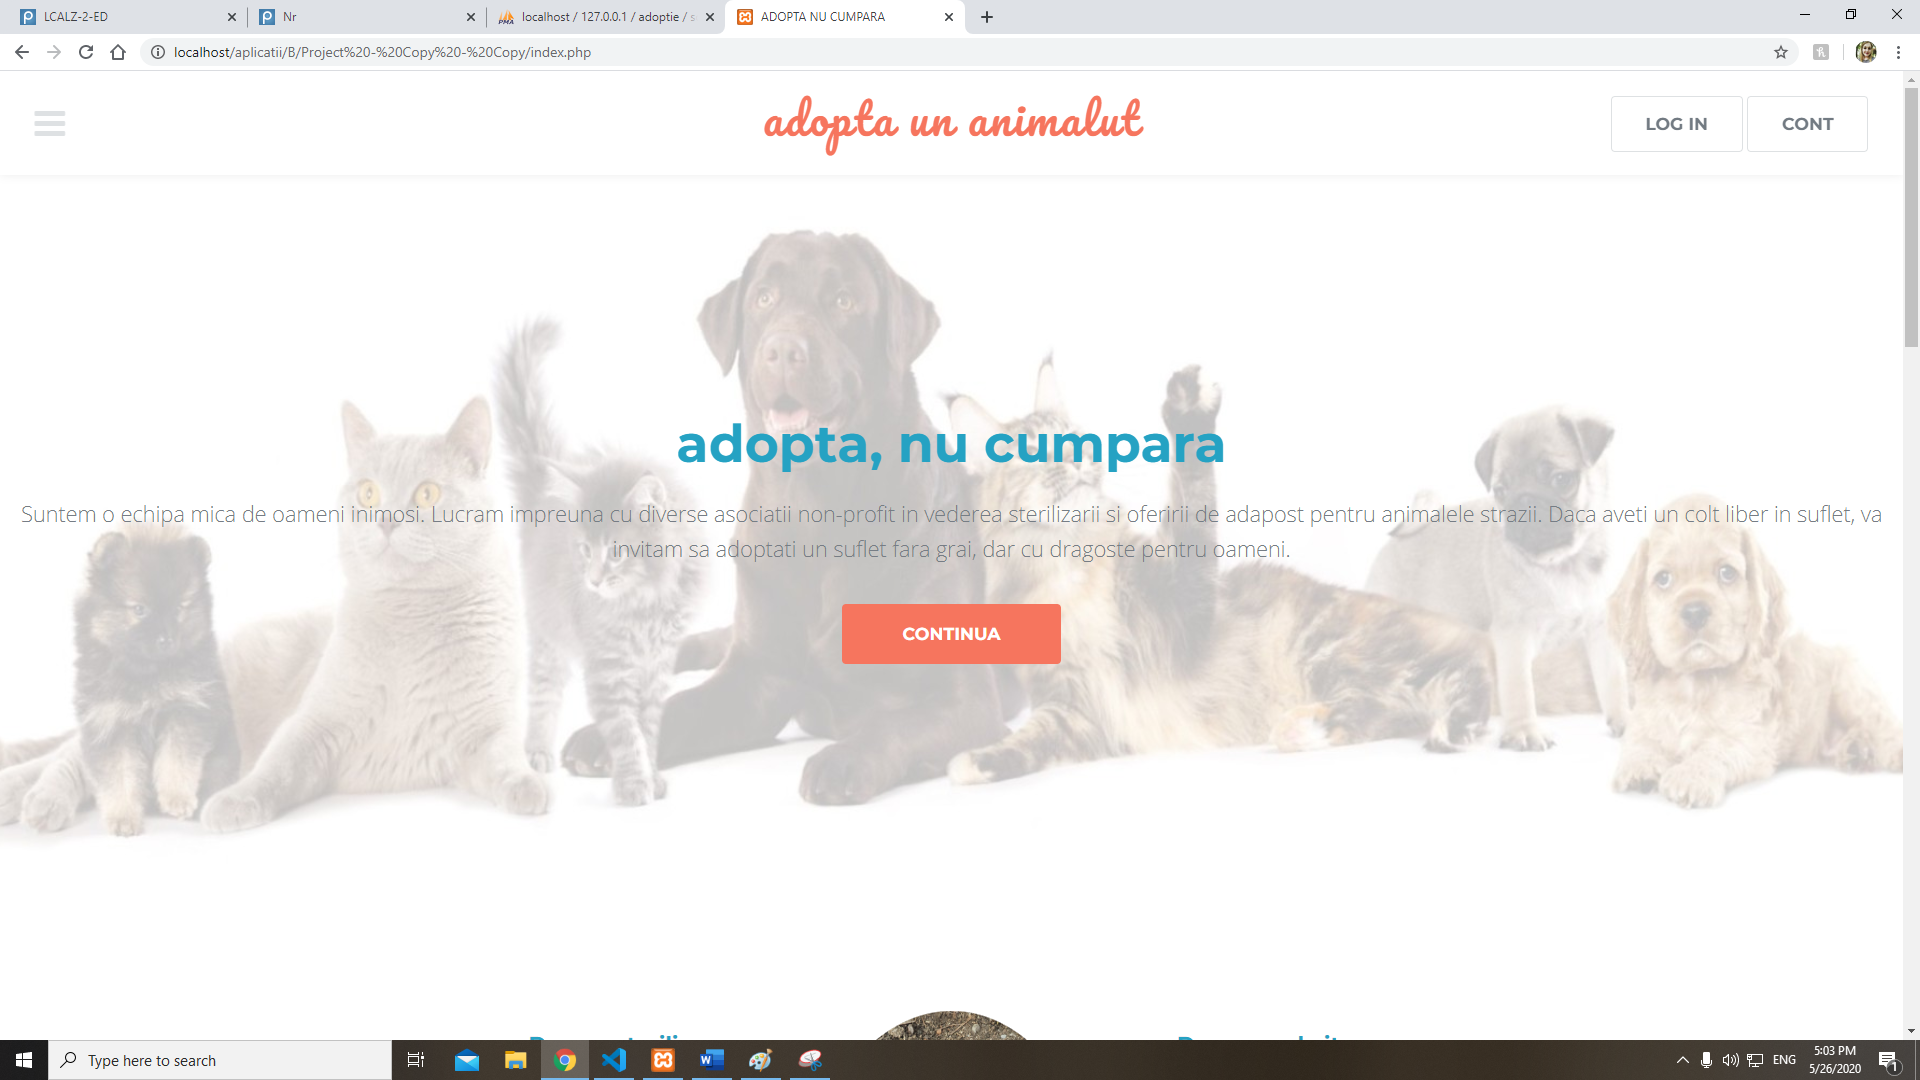 LCALZ-2-ED
Nr
localhost / 127.0.0.1 / adoptie /
ADOPTA NU CUMPARA
localhost/aplicatii/B/Project%20-%20Copy%20-%20Copy/index.php
adopta un animalut
LOG IN
CONT
adopta, nu cumpara
Suntem o echipa mica de oameni inimosi. Lucram impreuna cu diverse asociatii non-profit in vederea sterilizarii si oferirii de adapost pentru animalele strazii. Daca aveti un colt liber in suflet, va
invitam sa adoptati un suflet fara grai, dar cu dragoste pentru oameni.
CONTINUA
Type here to search
ENG
5:03 PM
5/26/2020
1